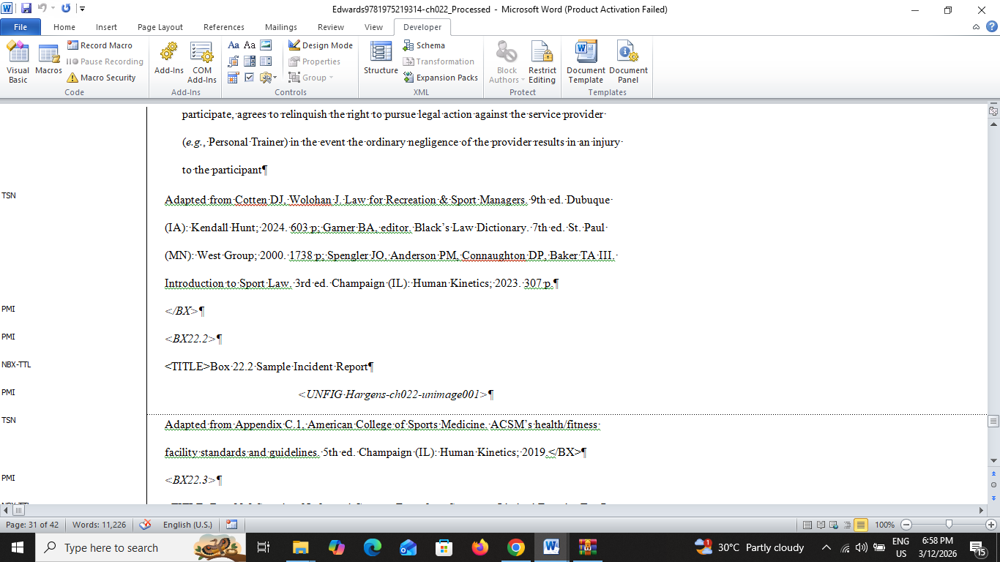 Edwards9781975219314-ch022_Processed - Microsoft Word (Product Activation Failed)
File Home Insert Page Layout References Mailings Review View Developer
Visual Basic
Macros
Record Macro
Pause Recording
Macro Security
Code
Add-Ins
COM Add-Ins
Add-Ins
Aa Aa
Design Mode
Properties
Group
Controls
Structure
Schema
Transformation
Expansion Packs
XML
Block Authors
Restrict Editing
Protect
Document Template
Document Panel
Templates
participate, agrees to relinquish the right to pursue legal action against the service provider
(e.g., Personal Trainer) in the event the ordinary negligence of the provider results in an injury
to the participant¶
TSN
Adapted from Cotten DJ, Wolohan J. Law for Recreation & Sport Managers. 9th ed. Dubuque
(IA): Kendall Hunt; 2024. 603 p; Garner BA, editor. Black’s Law Dictionary. 7th ed. St. Paul
(MN): West Group; 2000. 1738 p; Spengler JO, Anderson PM, Connaughton DP, Baker TA III.
Introduction to Sport Law. 3rd ed. Champaign (IL): Human Kinetics; 2023. 307 p.¶
PMI
</BX>¶
PMI
<BX22.2>¶
NBX-TTL
<TITLE>Box 22.2 Sample Incident Report¶
PMI
<UNFIG Hargens-ch022-unimage001>¶
TSN
Adapted from Appendix C.1, American College of Sports Medicine. ACSM’s health/fitness
facility standards and guidelines. 5th ed. Champaign (IL): Human Kinetics; 2019.</BX>¶
PMI
<BX22.3>¶
Page: 31 of 42 Words: 11,226 English (U.S.) 100%
Type here to search
30°C Partly cloudy
ENG
US
6:58 PM
3/12/2026
15